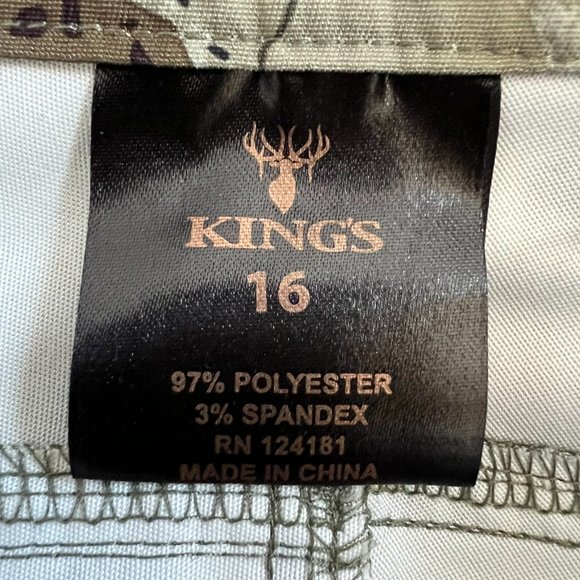 KING'S
16
97% POLYESTER
3% SPANDEX
RN 124181
MADE IN CHINA